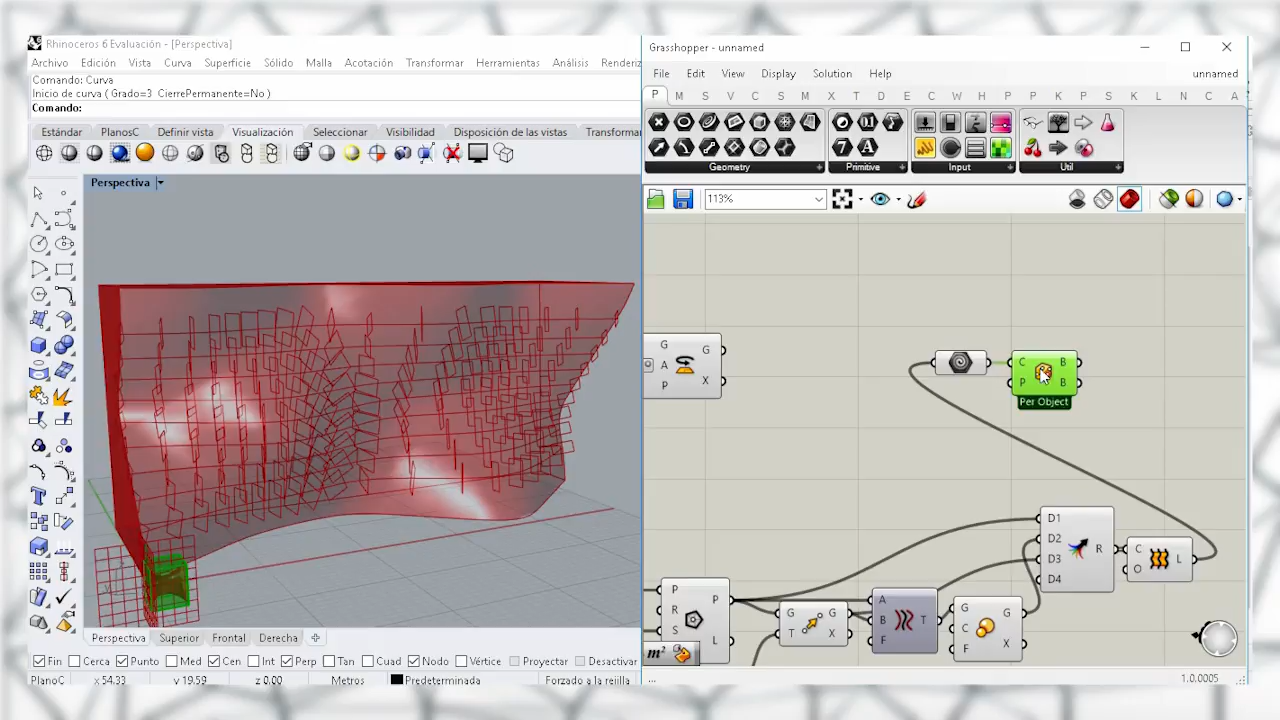 Rhinoceros 6 Evaluación - [Perspectiva]
Archivo Edición Vista Curva Superficie Sólido Malla Acotación Transformar Herramientas Análisis Renderiz
Comando: Curva
Inicio de curva ( Grado=3 CierrePermanente=No )
Comando:
Estándar PlanosC Definir vista Visualización Seleccionar Visibilidad Disposición de las v Transforma
Perspectiva
Perspectiva Superior Frontal Derecha
Fin Cerca Punto Med Cen Int Perp Tan Cuad Nodo Vértice Proyectar Desactivar
PlanoC x 54.33 y 19.59 z 0.00 Metros Predeterminada Forzado a la rejilla
Grasshopper - unnamed
File Edit View Display Solution Help unnamed
P M S V C S M T D E C W H P D K P S K L N C A
Geometry Primitive Input Util
113%
G A P G X
C P B B
Per Object
D1 D2 D3 D4 R
C O L
P R S P L
G T G X
A B F T
G C F G X
m²
... 1.0.0005